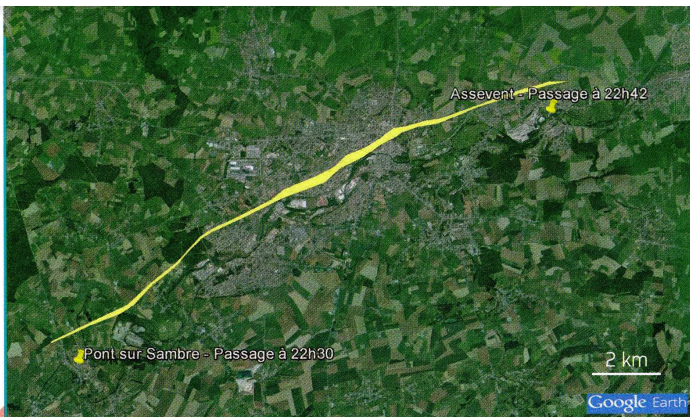 Assevent - Passage à 22h42
Pont sur Sambre - Passage à 22h30
2 km
Google Earth